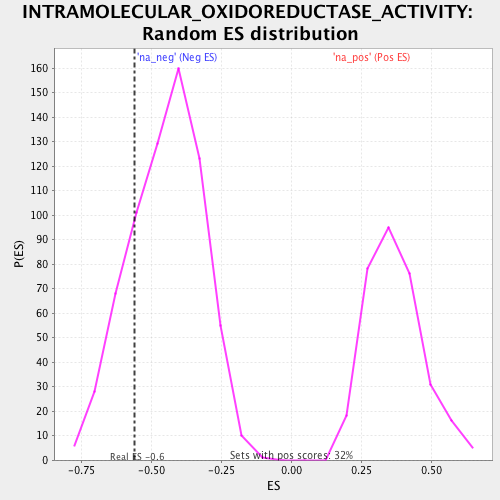 INTRAMOLECULAR_OXIDOREDUCTASE_ACTIVITY:
Random ES distribution
'na_neg' (Neg ES)
'na_pos' (Pos ES)
160
150
140
130
120
110
100
90
80
70
60
50
40
30
20
10
0
P(ES)
Real ES -0.6
Sets with pos scores: 32%
-0.75
-0.50
-0.25
0.00
0.25
0.50
ES